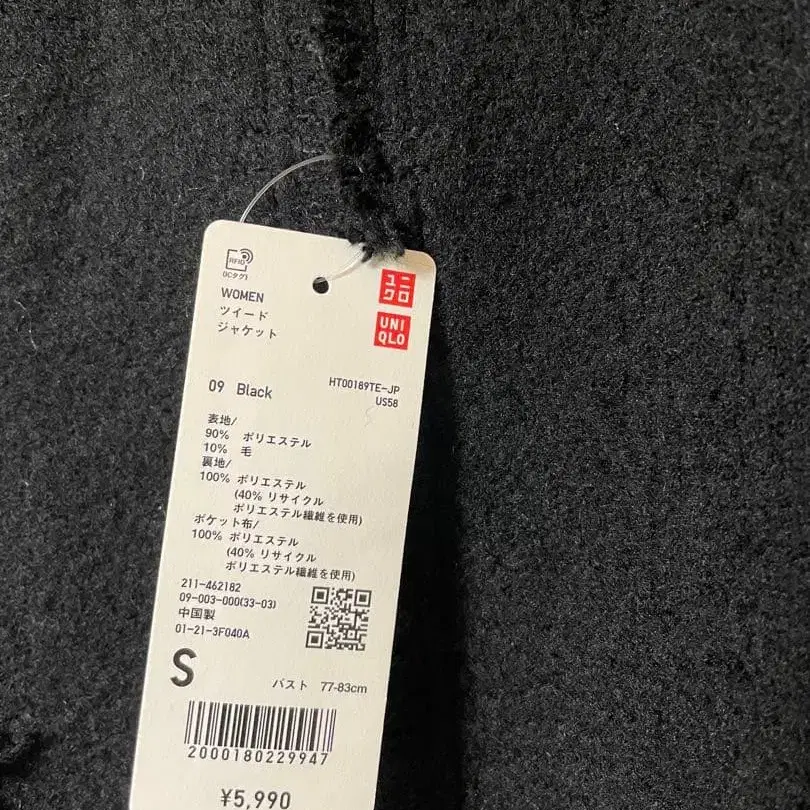 RFID
WOMEN
ツイード
ジャケット
ユニ
クロ
UNI
QLO
09 Black
HT00189TE-JP
US58
表地/
90% ポリエステル
10% 毛
裏地/
100% ポリエステル
(40% リサイクル
ポリエステル繊維を使用)
ポケット布/
100% ポリエステル
(40% リサイクル
ポリエステル繊維を使用)
211-462182
09-003-000(33-03)
中国製
01-21-3F040A
S
バスト 77-83cm
2000180229947
¥5,990